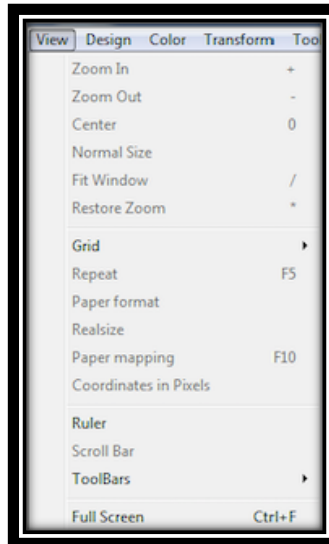 View Design Color Transform Tool
Zoom In +
Zoom Out -
Center 0
Normal Size
Fit Window /
Restore Zoom *
Grid
Repeat F5
Paper format
Realsize
Paper mapping F10
Coordinates in Pixels
Ruler
Scroll Bar
ToolBars
Full Screen Ctrl+F